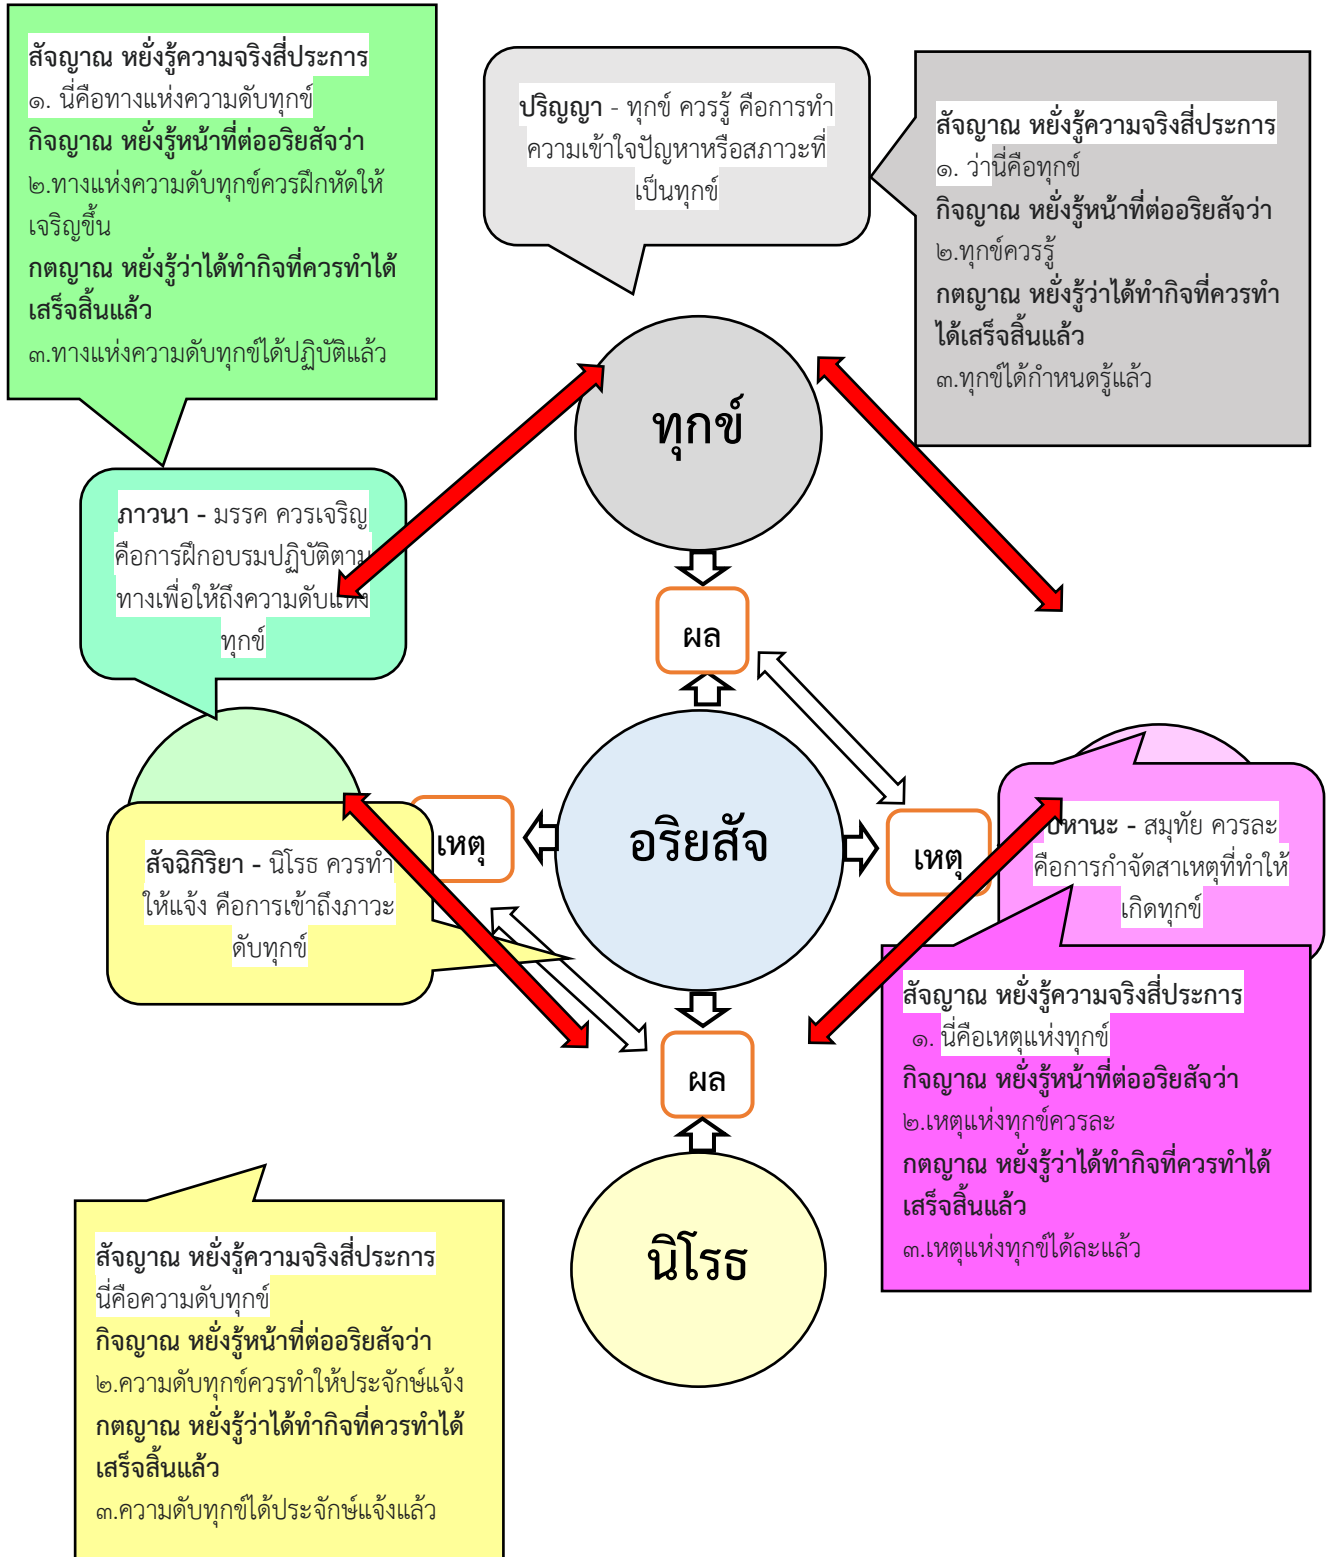 สัจญาณ หยั่งรู้ความจริงสี่ประการ
๑. นี่คือทางแห่งความดับทุกข์
กิจญาณ หยั่งรู้หน้าที่ต่ออริยสัจว่า
๒.ทางแห่งความดับทุกข์ควรฝึกหัดให้
เจริญขึ้น
กตญาณ หยั่งรู้ว่าได้ทำกิจที่ควรทำได้
เสร็จสิ้นแล้ว
๓.ทางแห่งความดับทุกข์ได้ปฏิบัติแล้ว
ปริญญา - ทุกข์ ควรรู้ คือการทำ
ความเข้าใจปัญหาหรือสภาวะที่
เป็นทุกข์
สัจญาณ หยั่งรู้ความจริงสี่ประการ
๑. ว่านี่คือทุกข์
กิจญาณ หยั่งรู้หน้าที่ต่ออริยสัจว่า
๒.ทุกข์ควรรู้
กตญาณ หยั่งรู้ว่าได้ทำกิจที่ควรทำ
ได้เสร็จสิ้นแล้ว
๓.ทุกข์ได้กำหนดรู้แล้ว
ทุกข์
ภาวนา - มรรค ควรเจริญ
คือการฝึกอบรมปฏิบัติตาม
ทางเพื่อให้ถึงความดับแห่ง
ทุกข์
ผล
อริยสัจ
เหตุ
เหตุ
สัจฉิกิริยา - นิโรธ ควรทำ
ให้แจ้ง คือการเข้าถึงภาวะ
ดับทุกข์
ปหานะ - สมุทัย ควรละ
คือการกำจัดสาเหตุที่ทำให้
เกิดทุกข์
ผล
สัจญาณ หยั่งรู้ความจริงสี่ประการ
๑. นี่คือเหตุแห่งทุกข์
กิจญาณ หยั่งรู้หน้าที่ต่ออริยสัจว่า
๒.เหตุแห่งทุกข์ควรละ
กตญาณ หยั่งรู้ว่าได้ทำกิจที่ควรทำได้
เสร็จสิ้นแล้ว
๓.เหตุแห่งทุกข์ได้ละแล้ว
นิโรธ
สัจญาณ หยั่งรู้ความจริงสี่ประการ
นี่คือความดับทุกข์
กิจญาณ หยั่งรู้หน้าที่ต่ออริยสัจว่า
๒.ความดับทุกข์ควรทำให้ประจักษ์แจ้ง
กตญาณ หยั่งรู้ว่าได้ทำกิจที่ควรทำได้
เสร็จสิ้นแล้ว
๓.ความดับทุกข์ได้ประจักษ์แจ้งแล้ว